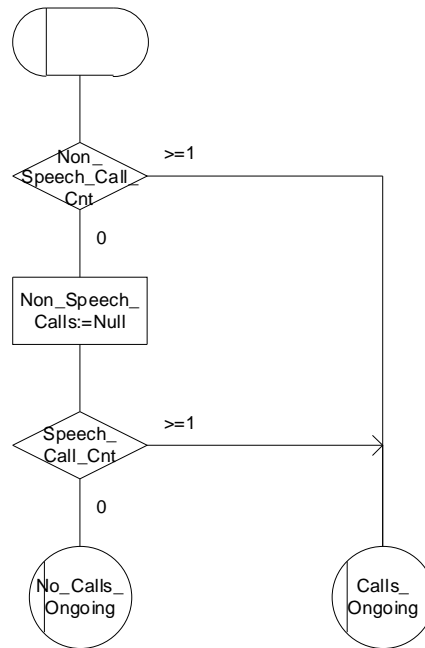 Non_
Speech_Call_
Cnt
>=1
0
Non_Speech_
Calls:=Null
Speech_
Call_Cnt
>=1
0
No_Calls_
Ongoing
Calls_
Ongoing